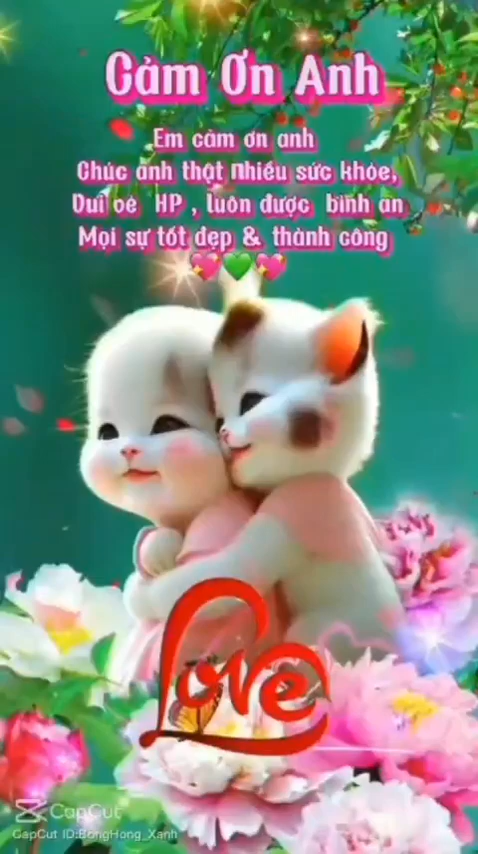 Cảm Ơn Anh
Em cảm ơn anh
Chúc anh thật nhiều sức khỏe,
Vui vẻ HP , luôn được bình an
Mọi sự tốt đẹp & thành công
💖💚💖
Love
CapCut
CapCut ID:BongHong_Xanh